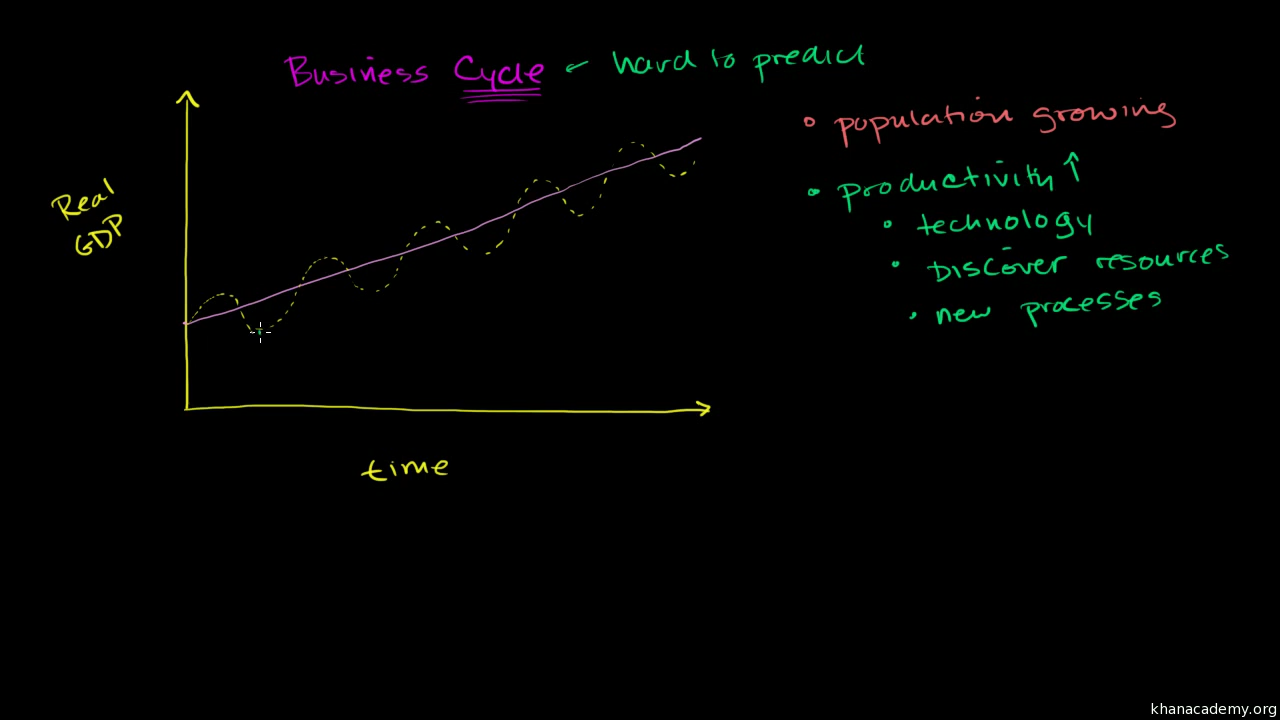 Business Cycle - hard to predict
• population growing
• productivity ↑
• technology
• Discover resources
• new processes
Real
GDP
time
khanacademy.org